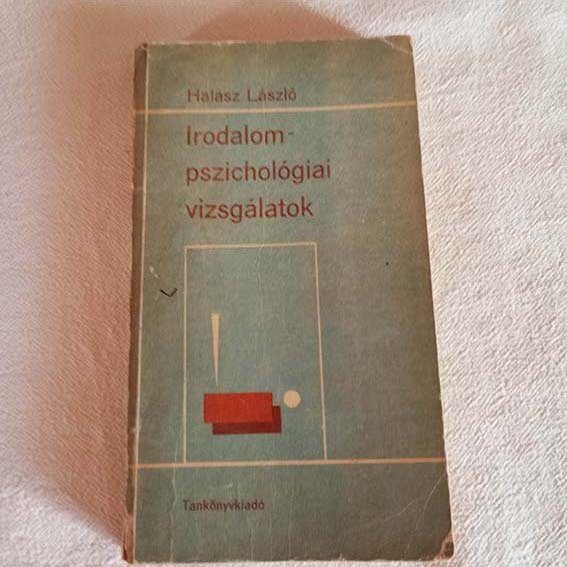 Halász László
Irodalom-
pszichológiai
vizsgálatok
Tankönyvkiadó